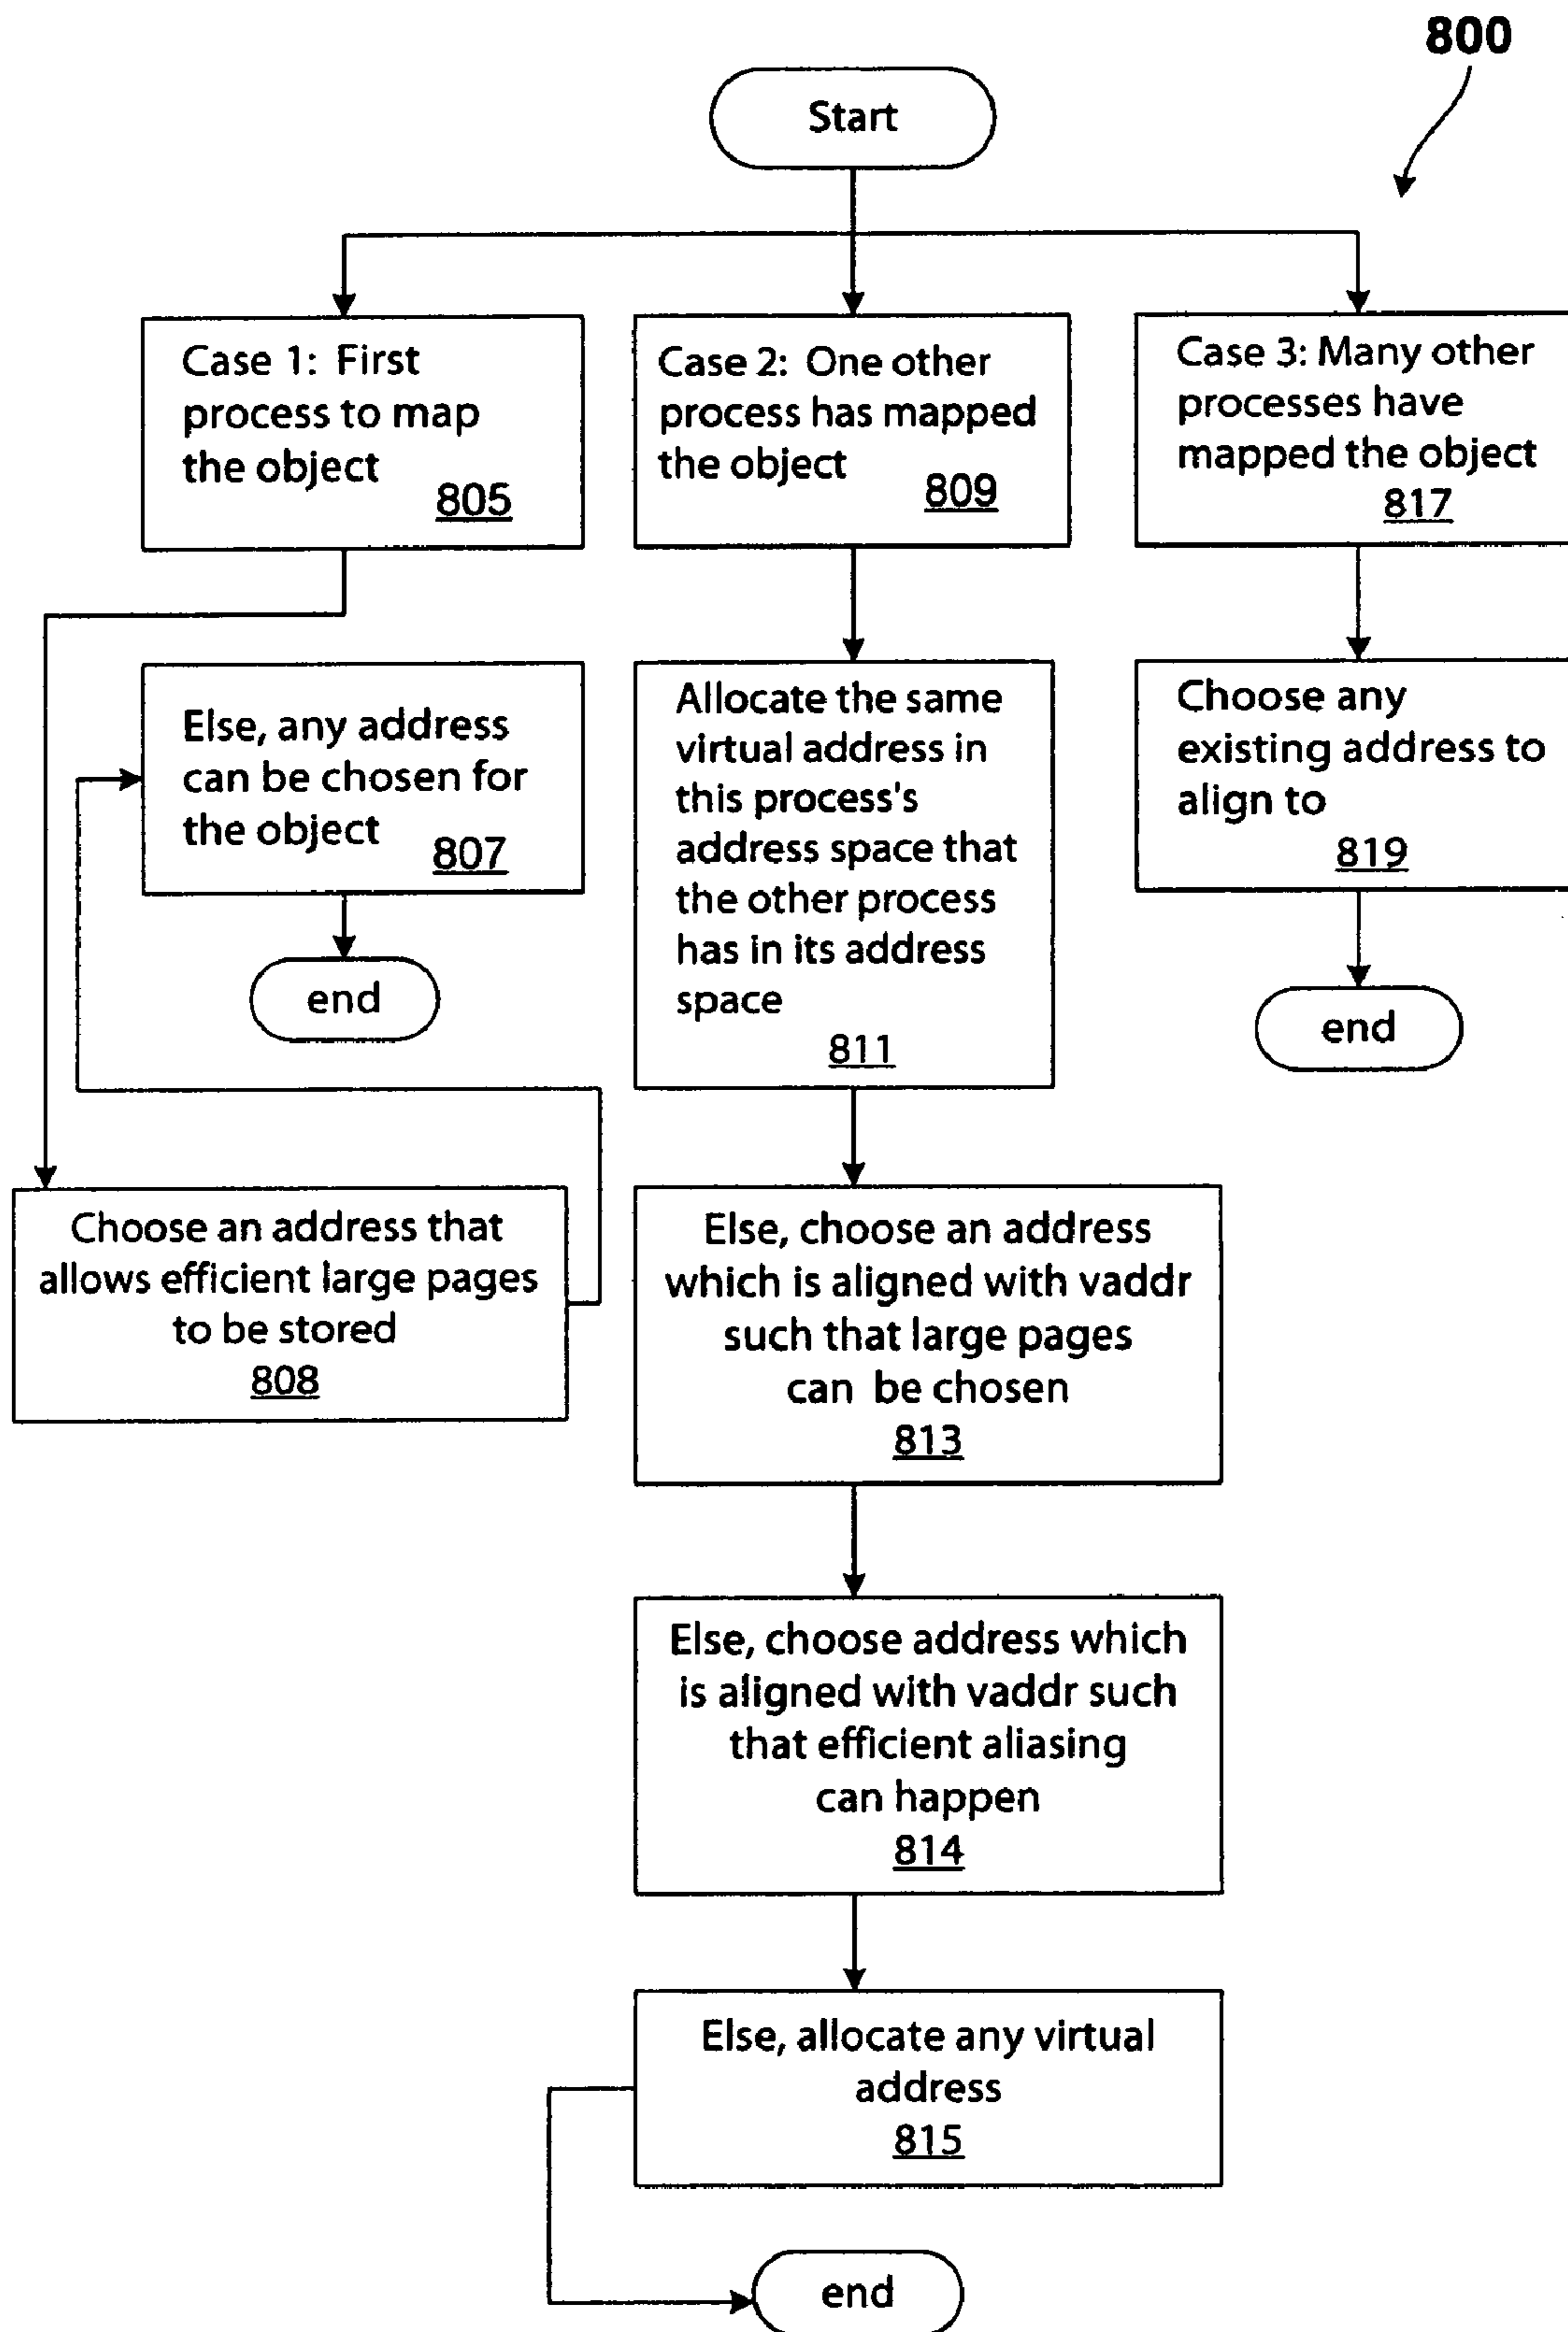 800
Start
Case 1: First
process to map
the object
805
Case 2: One other
process has mapped
the object
809
Case 3: Many other
processes have
mapped the object
817
Else, any address
can be chosen for
the object
807
end
Choose an address that
allows efficient large pages
to be stored
808
Allocate the same
virtual address in
this process's
address space that
the other process
has in its address
space
811
Choose any
existing address to
align to
819
end
Else, choose an address
which is aligned with vaddr
such that large pages
can be chosen
813
Else, choose address which
is aligned with vaddr such
that efficient aliasing
can happen
814
Else, allocate any virtual
address
815
end